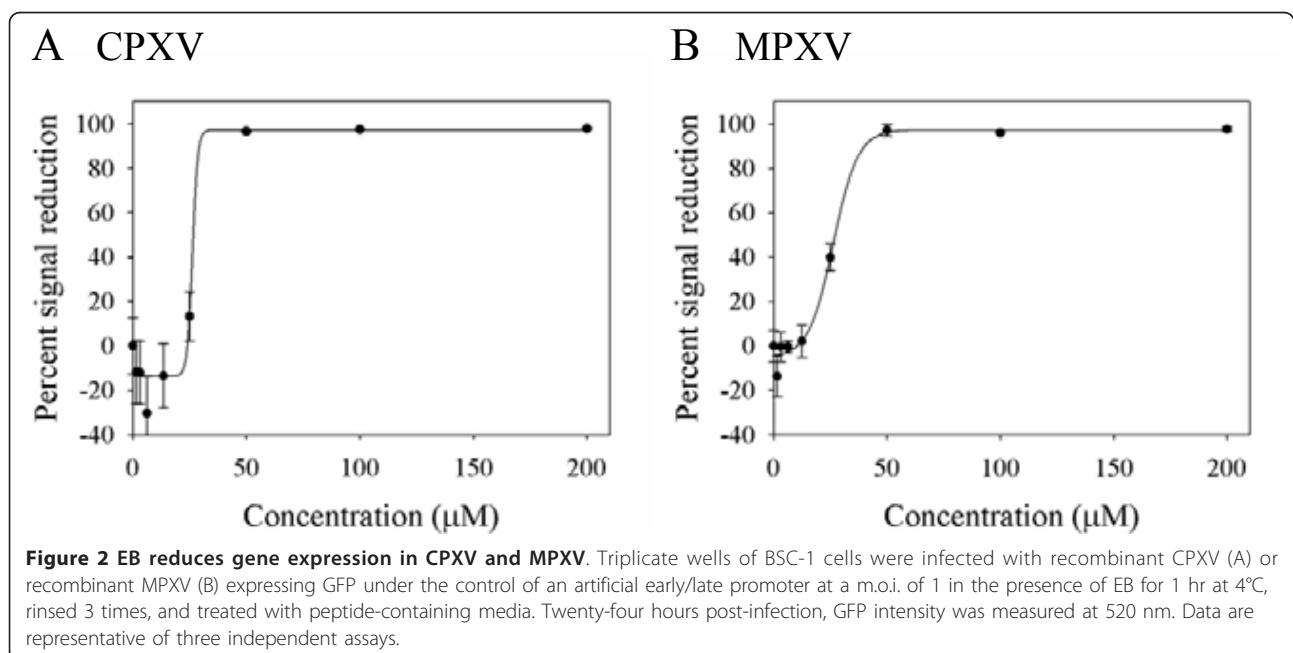 A CPXV
B MPXV
Percent signal reduction
100
80
60
40
20
0
-20
-40
0
50
100
150
200
Concentration (µM)
Percent signal reduction
100
80
60
40
20
0
-20
-40
0
50
100
150
200
Concentration (µM)
Figure 2 EB reduces gene expression in CPXV and MPXV. Triplicate wells of BSC-1 cells were infected with recombinant CPXV (A) or
recombinant MPXV (B) expressing GFP under the control of an artificial early/late promoter at a m.o.i. of 1 in the presence of EB for 1 hr at 4°C,
rinsed 3 times, and treated with peptide-containing media. Twenty-four hours post-infection, GFP intensity was measured at 520 nm. Data are
representative of three independent assays.